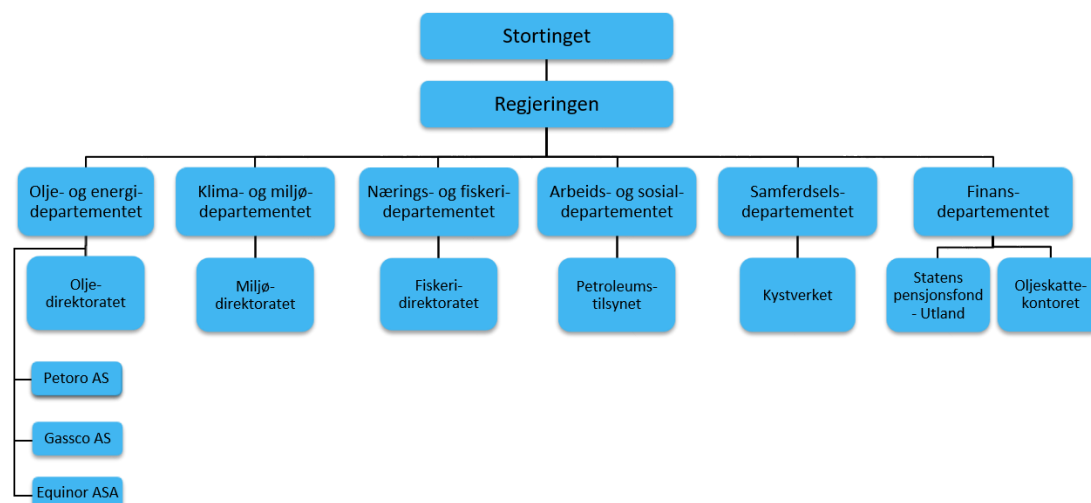 Stortinget
Regjeringen
Olje- og energi-
departementet
Klima- og miljø-
departementet
Nærings- og fiskeri-
departementet
Arbeids- og sosial-
departementet
Samferdsels-
departementet
Finans-
departementet
Olje-
direktoratet
Miljø-
direktoratet
Fiskeri-
direktoratet
Petroleums-
tilsynet
Kystverket
Statens
pensjonsfond
- Utland
Oljeskatte-
kontoret
Petoro AS
Gassco AS
Equinor ASA